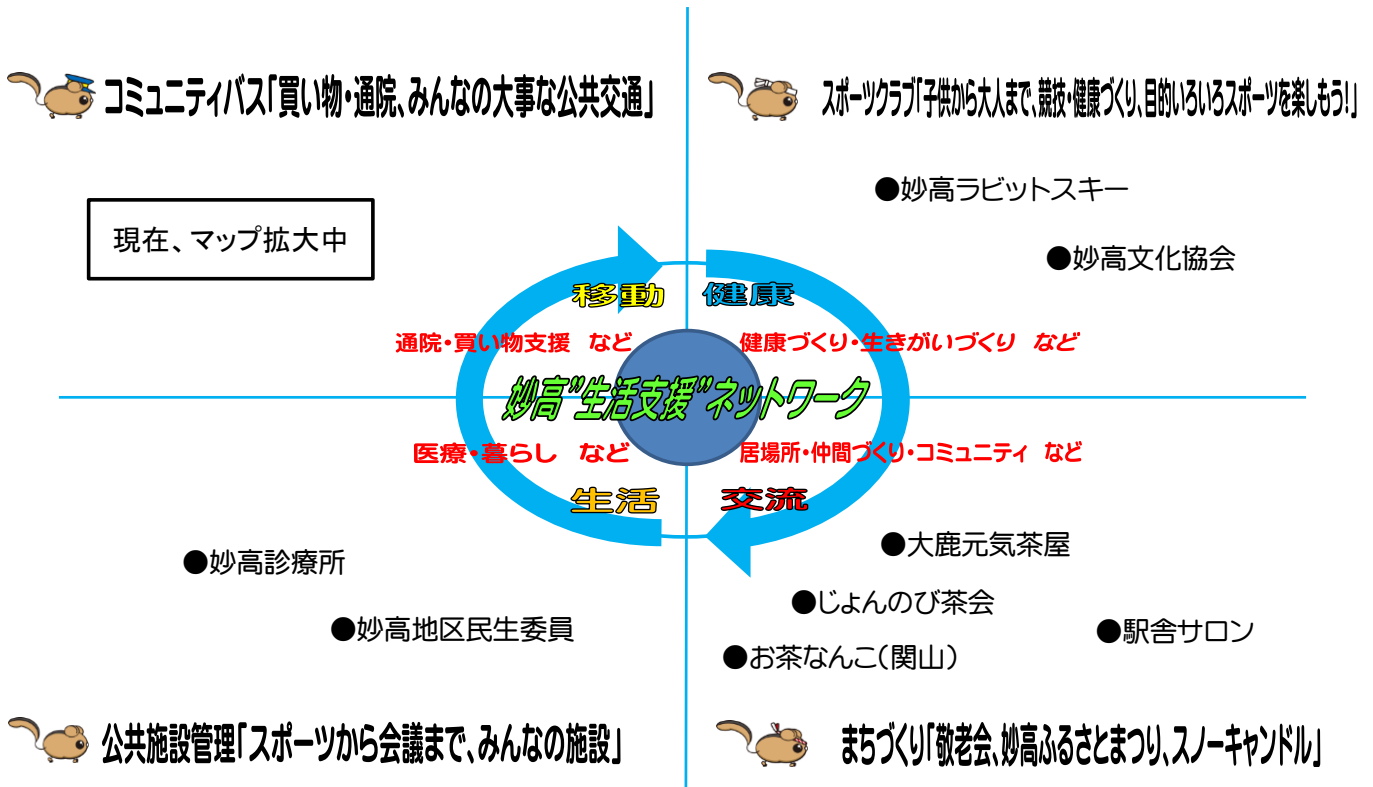 コミュニティバス「買い物・通院、みんなの大事な公共交通」
スポーツクラブ「子供から大人まで、競技・健康づくり、目的いろいろスポーツを楽しもう!」
●妙高ラビットスキー
現在、マップ拡大中
●妙高文化協会
移動
健康
通院・買い物支援 など
健康づくり・生きがいづくり など
妙高”生活支援”ネットワーク
医療・暮らし など
居場所・仲間づくり・コミュニティ など
生活
交流
●妙高診療所
●妙高地区民生委員
●大鹿元気茶屋
●じょんのび茶会
●駅舎サロン
●お茶なんこ(関山)
公共施設管理「スポーツから会議まで、みんなの施設」
まちづくり「敬老会、妙高ふるさとまつり、スノーキャンドル」